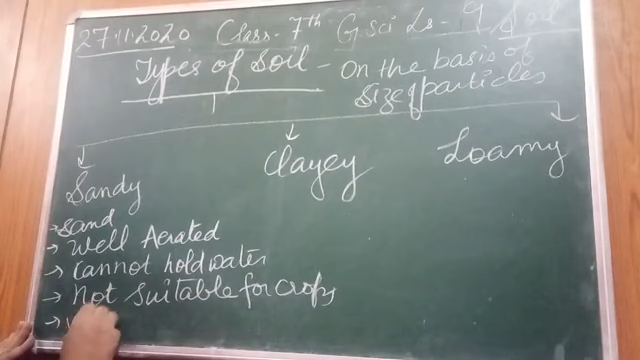 27.11.2020 Class-7th G.Sci Ls-9 Soil
Types of Soil - On the basis of
size of particles
Sandy Clayey Loamy
→ sand
→ Well Aerated
→ Cannot hold water
→ Not Suitable for crops
→